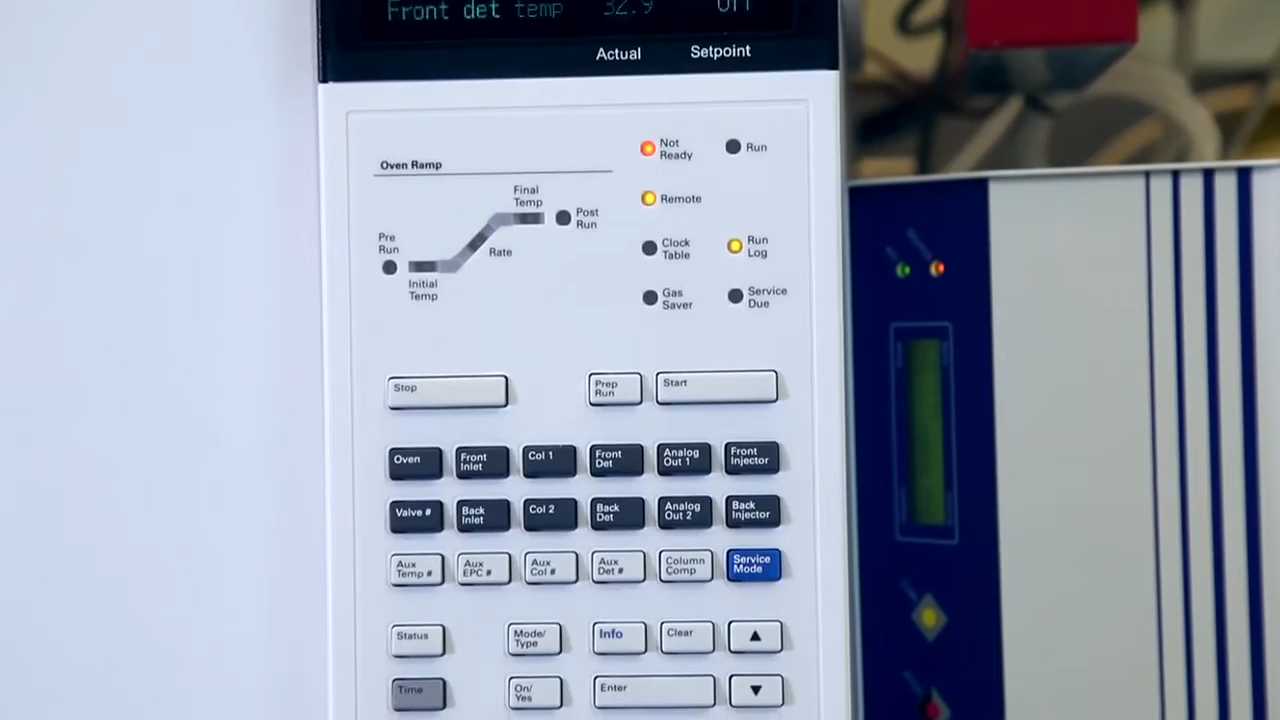 Front det temp 32.9 Off
Actual Setpoint
Not
Ready
Run
Oven Ramp
Remote
Final
Temp
Post
Run
Pre
Run
Rate
Clock
Table
Run
Log
Initial
Temp
Gas
Saver
Service
Due
Stop
Prep
Run
Start
Oven
Front
Inlet
Col 1
Front
Det
Analog
Out 1
Front
Injector
Valve #
Back
Inlet
Col 2
Back
Det
Analog
Out 2
Back
Injector
Aux
Temp #
Aux
EPC #
Aux
Col #
Aux
Det #
Column
Comp
Service
Mode
Status
Mode/
Type
Info
Clear
Time
On/
Yes
Enter